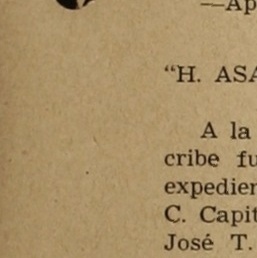 —Ap
“H. ASA
A la
cribe fu
expedien
C. Capit
José T.